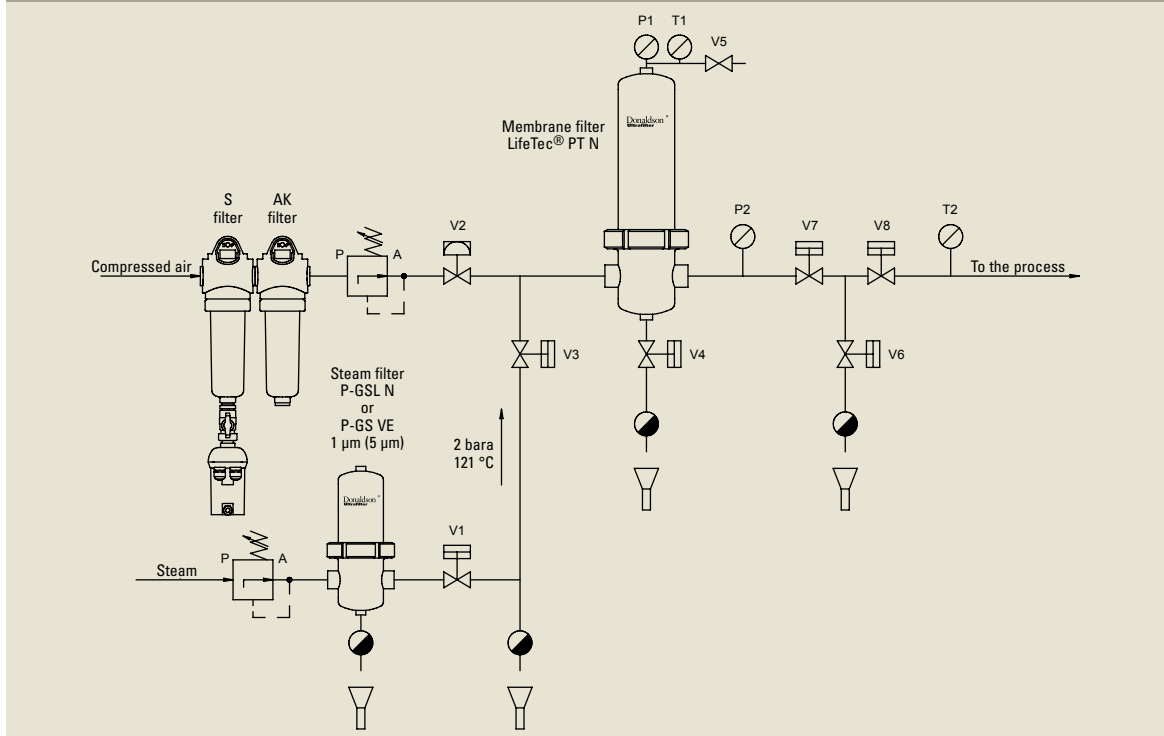 P1
T1
V5
Donaldson®
Ultrafilter
Membrane filter
LifeTec® PT N
S
filter
AK
filter
P
A
V2
P2
V7
V8
T2
Compressed air
To the process
V3
V4
V6
Steam filter
P-GSL N
or
P-GS VE
1 µm (5 µm)
2 bara
121 °C
Donaldson®
Ultrafilter
V1
P
A
Steam